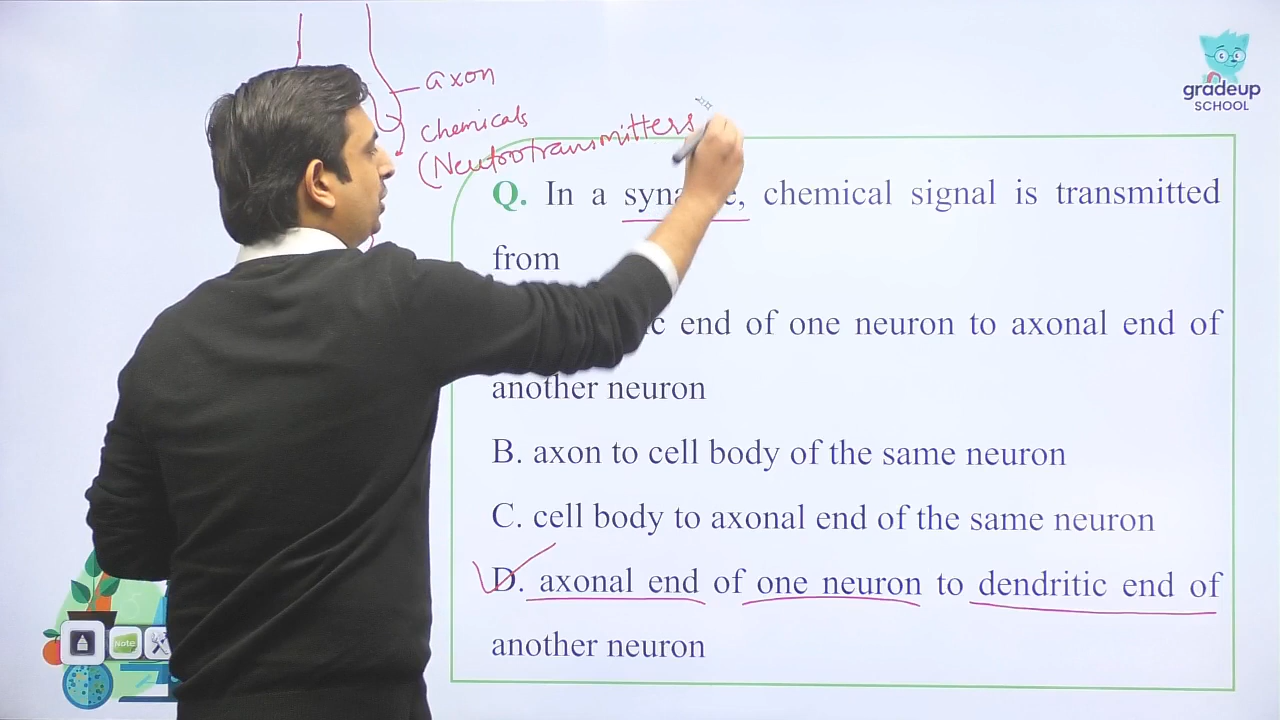 axon
chemicals
(Neurotransmitters
gradeup
SCHOOL
Q. In a chemical signal is transmitted
from
end of one neuron to axonal end of
another neuron
B. axon to cell body of the same neuron
C. cell body to axonal end of the same neuron
D. axonal end of one neuron to dendritic end of
another neuron
Note